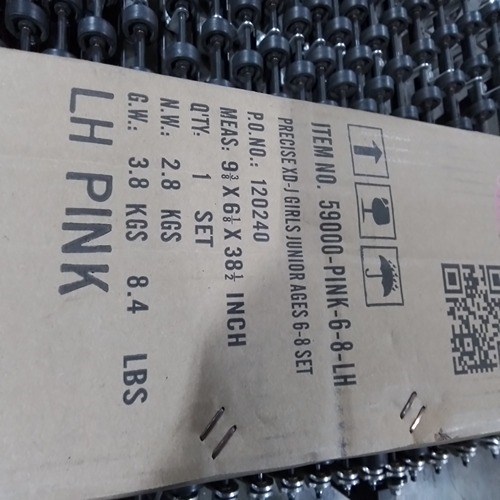 ITEM NO. 59000-PINK-6-8-LH
PRECISE XD-J GIRLS JUNIOR AGES 6-8 SET
P.O.NO.: 120240
MEAS: 9⅜ X 6⅛ X 38½ INCH
Q'TY: 1 SET
N.W.: 2.8 KGS
G.W.: 3.8 KGS 8.4 LBS
LH PINK